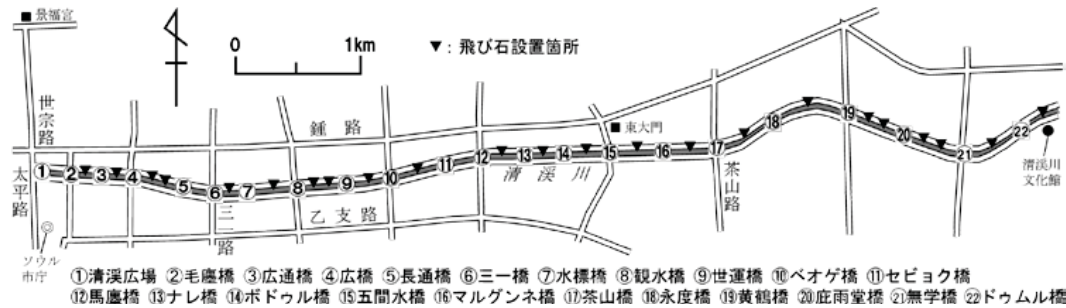 ■景福宮
0　1km
▼：飛び石設置箇所
世宗路
鍾路
■東大門
太平路
①②③④⑤⑥⑦⑧⑨⑩⑪⑫⑬⑭⑮⑯⑰⑱⑲⑳㉑㉒
清渓川
茶山路
三一路
乙支路
◎
ソウル
市庁
●
清渓川
文化館
①清渓広場 ②毛廛橋 ③広通橋 ④広橋 ⑤長通橋 ⑥三一橋 ⑦水標橋 ⑧観水橋 ⑨世運橋 ⑩ベオゲ橋 ⑪セビョク橋
⑫馬廛橋 ⑬ナレ橋 ⑭ボドゥル橋 ⑮五間水橋 ⑯マルグンネ橋 ⑰茶山橋 ⑱永度橋 ⑲黄鶴橋 ⑳庇雨堂橋 ㉑無学橋 ㉒ドゥムル橋